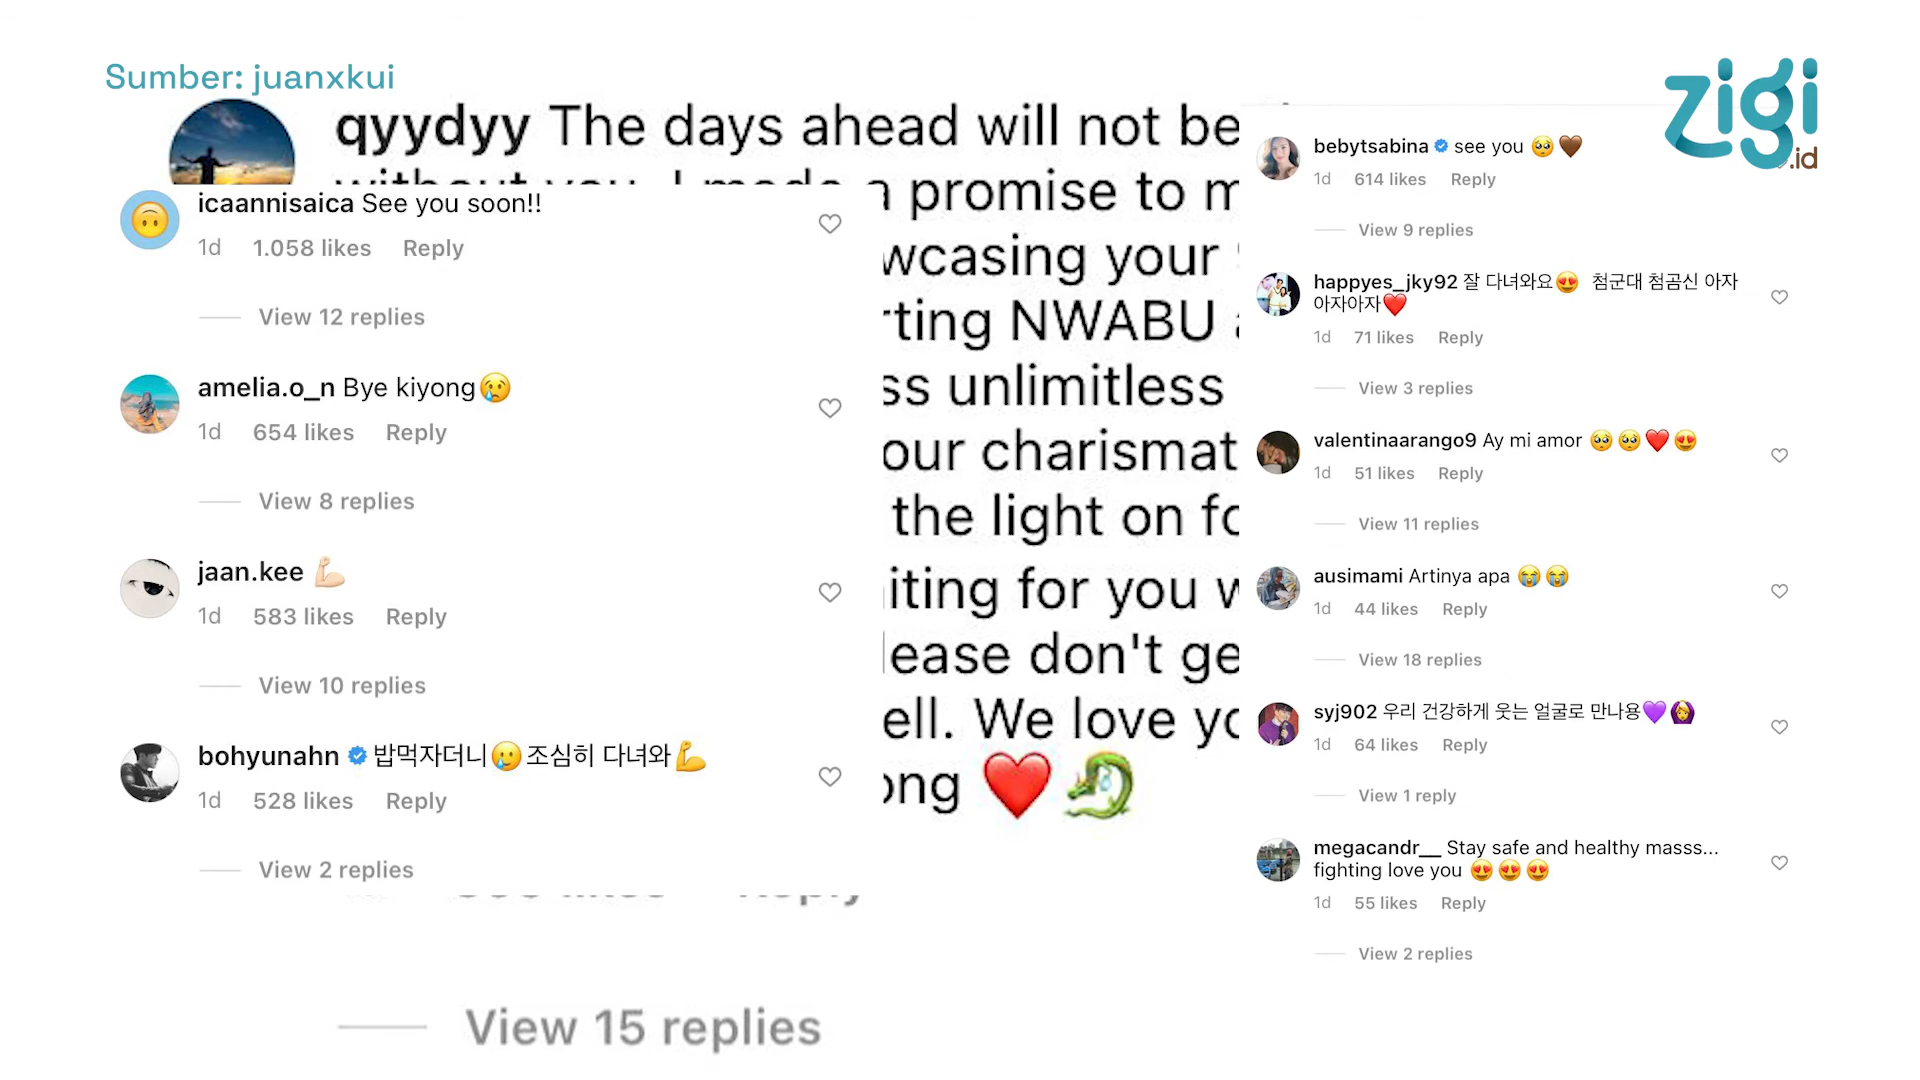 Sumber: juanxkui
zigi
.id
qyydyy The days ahead will not be
a promise to m
wcasing your
rting NWABU
ss unlimitless
our charismat
the light on fo
iting for you w
lease don't ge
ell. We love yo
ong ❤️🐉
View 15 replies
icaannisaica See you soon!!
1d 1.058 likes Reply
View 12 replies
amelia.o_n Bye kiyong😢
1d 654 likes Reply
View 8 replies
jaan.kee 💪🏻
1d 583 likes Reply
View 10 replies
bohyunahn 밥먹자더니🥲조심히 다녀와💪
1d 528 likes Reply
View 2 replies
bebytsabina see you 🥺🤎
1d 614 likes Reply
View 9 replies
happyes_jky92 잘 다녀와요😍 첨군대 첨곰신 아자
아자아자❤️
1d 71 likes Reply
View 3 replies
valentinaarango9 Ay mi amor 🥺🥺❤️😍
1d 51 likes Reply
View 11 replies
ausimami Artinya apa 😭😭
1d 44 likes Reply
View 18 replies
syj902 우리 건강하게 웃는 얼굴로 만나용💜🙆‍♀️
1d 64 likes Reply
View 1 reply
megacandr__ Stay safe and healthy masss...
fighting love you 😍😍😍
1d 55 likes Reply
View 2 replies